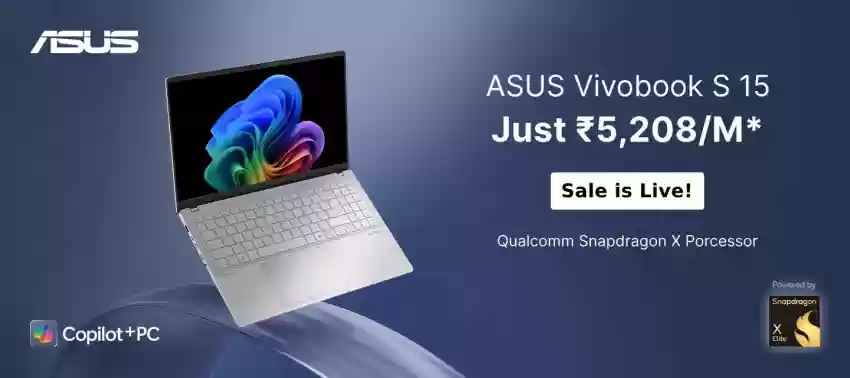 ASUS
ASUS Vivobook S 15
Just ₹5,208/M*
Sale is Live!
Qualcomm Snapdragon X Porcessor
Powered by
Snapdragon
X
Elite
Copilot+PC